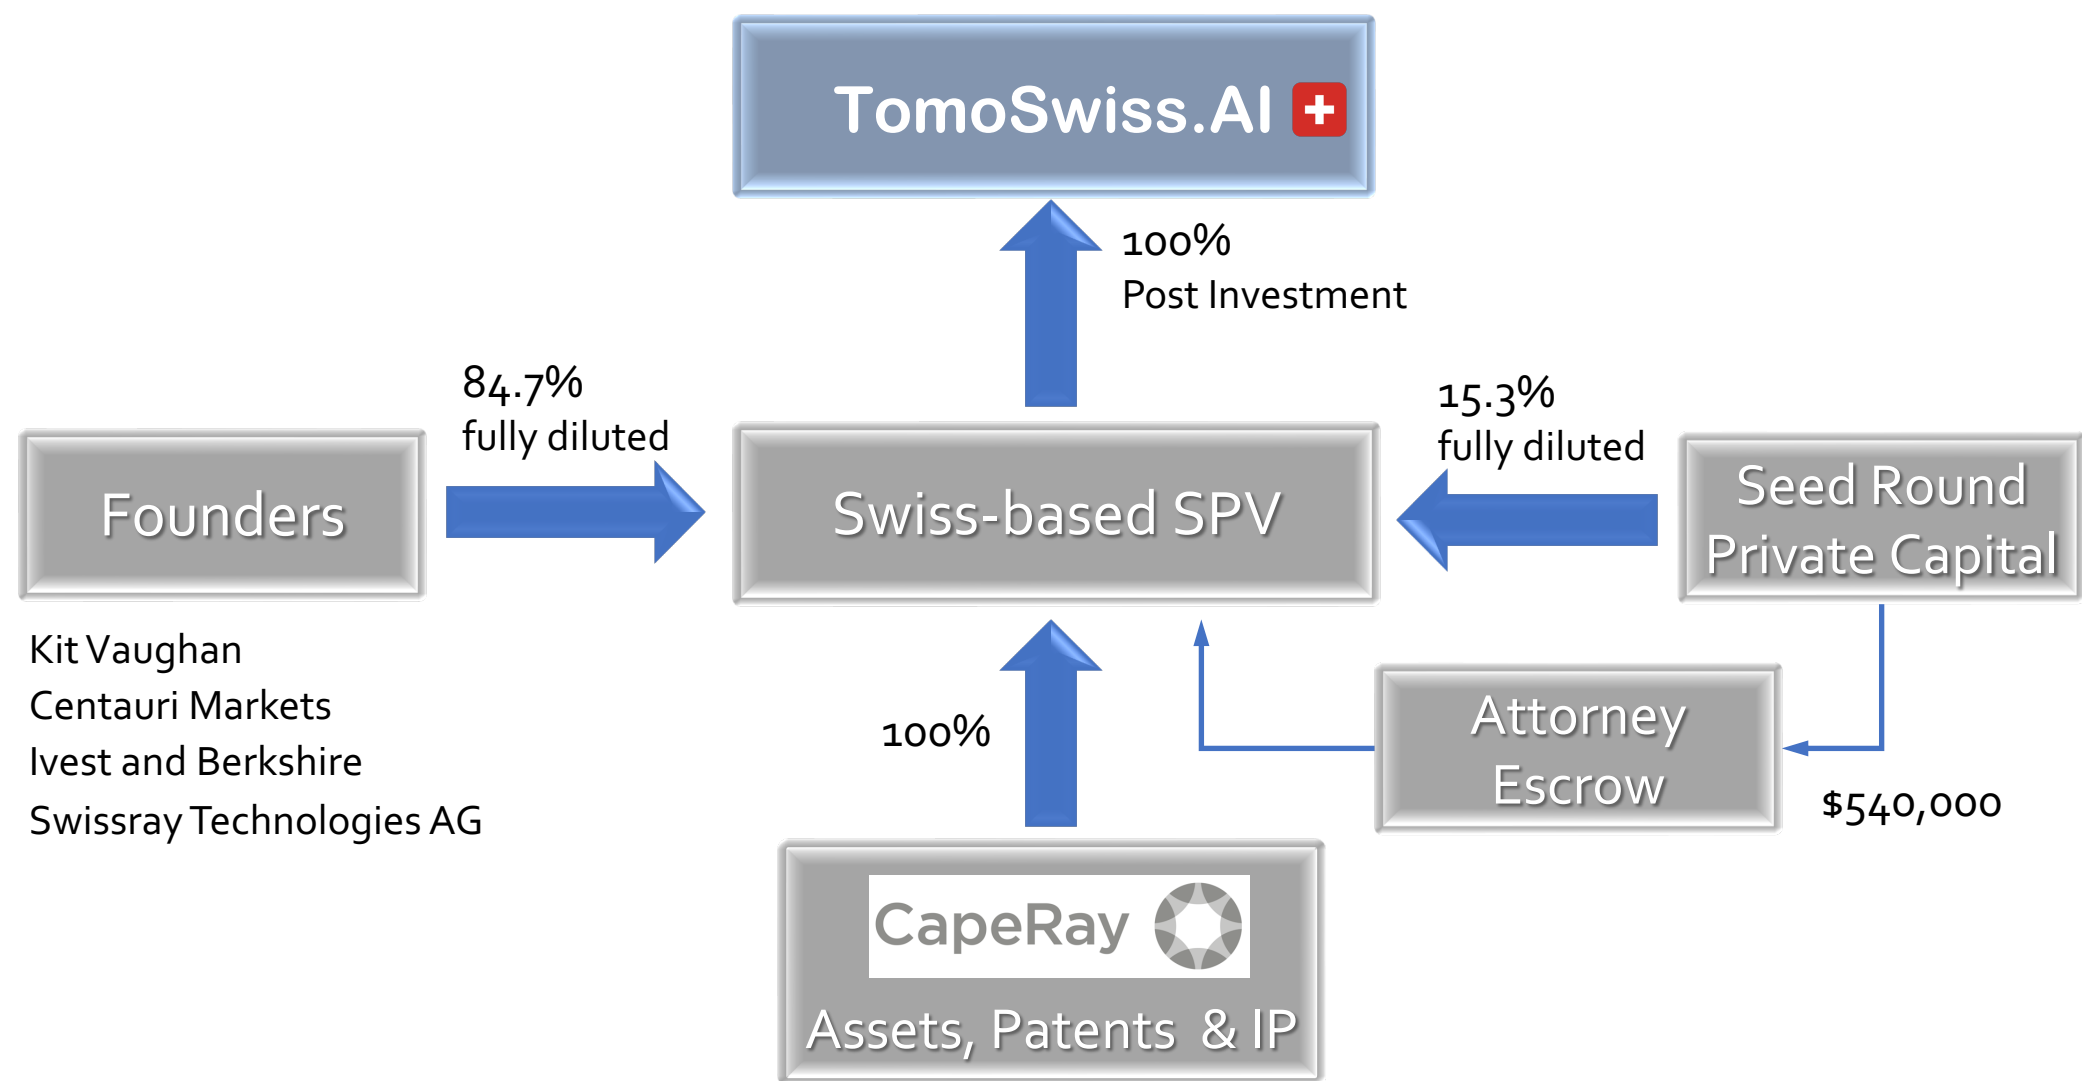 TomoSwiss.AI
100%
Post Investment
84.7%
fully diluted
15.3%
fully diluted
Founders
Swiss-based SPV
Seed Round
Private Capital
Kit Vaughan
Centauri Markets
Ivest and Berkshire
Swissray Technologies AG
100%
Attorney
Escrow
$540,000
CapeRay
Assets, Patents & IP